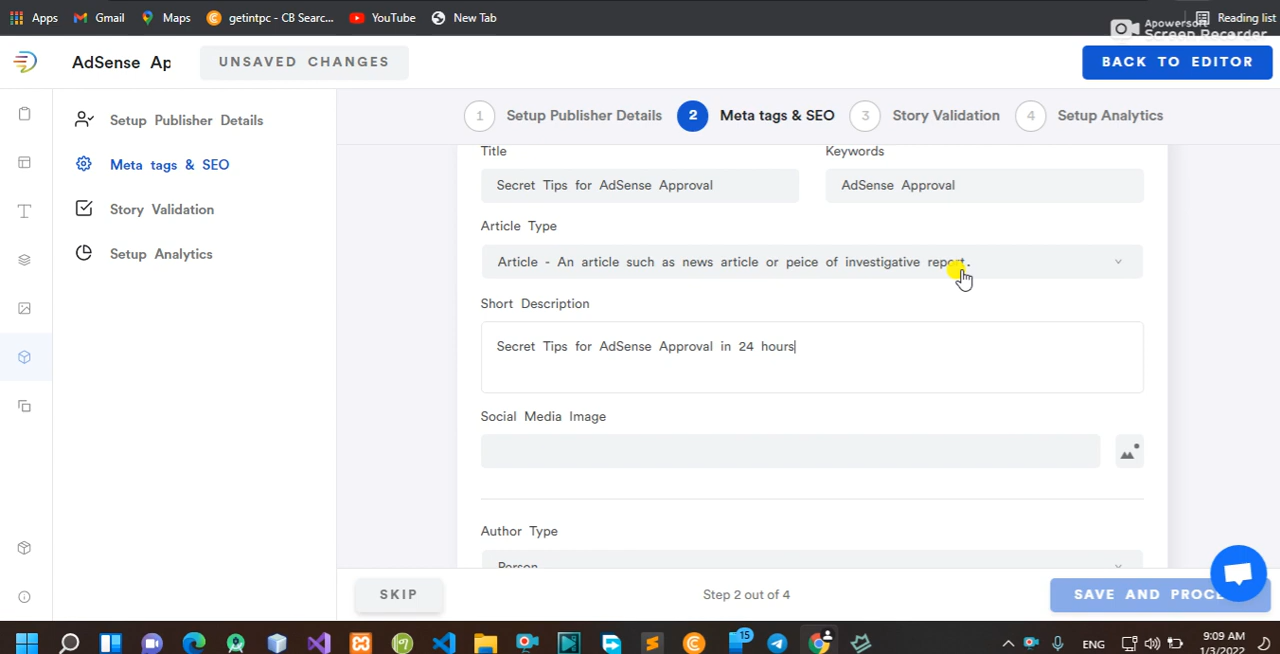 Apps Gmail Maps getintpc - CB Searc... YouTube New Tab Reading list
Apowersoft
Screen Recorder
AdSense Ap UNSAVED CHANGES BACK TO EDITOR
Setup Publisher Details
Meta tags & SEO
Story Validation
Setup Analytics
1 Setup Publisher Details 2 Meta tags & SEO 3 Story Validation 4 Setup Analytics
Title Keywords
Secret Tips for AdSense Approval AdSense Approval
Article Type
Article - An article such as news article or peice of investigative report.
Short Description
Secret Tips for AdSense Approval in 24 hours
Social Media Image
Author Type
Person
SKIP Step 2 out of 4 SAVE AND PROCE
15 ENG 9:09 AM
1/3/2022